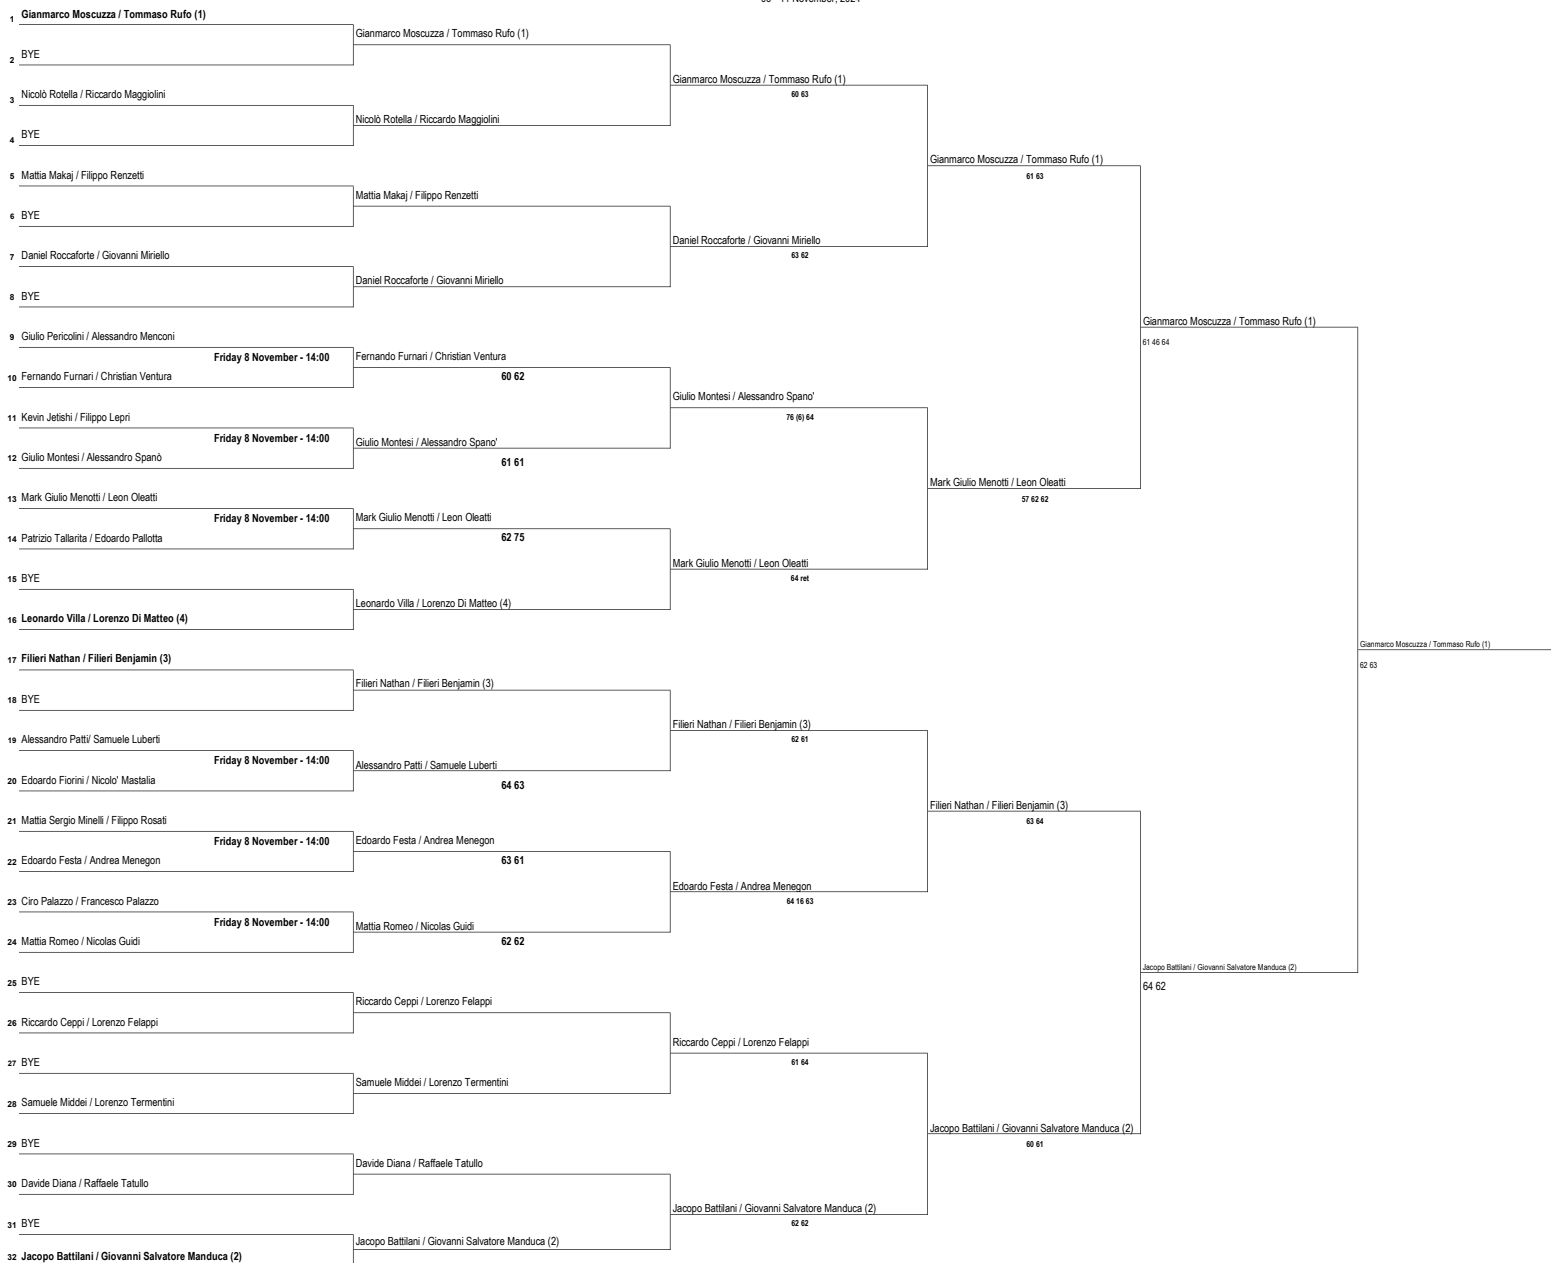 1 Gianmarco Moscuzza / Tommaso Rufo (1)
2 BYE
3 Nicolò Rotella / Riccardo Maggiolini
4 BYE
5 Mattia Makaj / Filippo Renzetti
6 BYE
7 Daniel Roccaforte / Giovanni Miriello
8 BYE
9 Giulio Pericolini / Alessandro Menconi
Friday 8 November - 14:00
10 Fernando Furnari / Christian Ventura
11 Kevin Jetishi / Filippo Lepri
Friday 8 November - 14:00
12 Giulio Montesi / Alessandro Spanò
13 Mark Giulio Menotti / Leon Oleatti
Friday 8 November - 14:00
14 Patrizio Tallarita / Edoardo Pallotta
15 BYE
16 Leonardo Villa / Lorenzo Di Matteo (4)
17 Filieri Nathan / Filieri Benjamin (3)
18 BYE
19 Alessandro Patti/ Samuele Luberti
Friday 8 November - 14:00
20 Edoardo Fiorini / Nicolo' Mastalia
21 Mattia Sergio Minelli / Filippo Rosati
Friday 8 November - 14:00
22 Edoardo Festa / Andrea Menegon
23 Ciro Palazzo / Francesco Palazzo
Friday 8 November - 14:00
24 Mattia Romeo / Nicolas Guidi
25 BYE
26 Riccardo Ceppi / Lorenzo Felappi
27 BYE
28 Samuele Middei / Lorenzo Termentini
29 BYE
30 Davide Diana / Raffaele Tatullo
31 BYE
32 Jacopo Battilani / Giovanni Salvatore Manduca (2)
Gianmarco Moscuzza / Tommaso Rufo (1)
Nicolò Rotella / Riccardo Maggiolini
Mattia Makaj / Filippo Renzetti
Daniel Roccaforte / Giovanni Miriello
Fernando Furnari / Christian Ventura
60 62
Giulio Montesi / Alessandro Spano'
61 61
Mark Giulio Menotti / Leon Oleatti
62 75
Leonardo Villa / Lorenzo Di Matteo (4)
Filieri Nathan / Filieri Benjamin (3)
Alessandro Patti / Samuele Luberti
64 63
Edoardo Festa / Andrea Menegon
63 61
Mattia Romeo / Nicolas Guidi
62 62
Riccardo Ceppi / Lorenzo Felappi
Samuele Middei / Lorenzo Termentini
Davide Diana / Raffaele Tatullo
Jacopo Battilani / Giovanni Salvatore Manduca (2)
Gianmarco Moscuzza / Tommaso Rufo (1)
60 63
Daniel Roccaforte / Giovanni Miriello
63 62
Giulio Montesi / Alessandro Spano'
76 (6) 64
Mark Giulio Menotti / Leon Oleatti
64 ret
Filieri Nathan / Filieri Benjamin (3)
62 61
Edoardo Festa / Andrea Menegon
64 16 63
Riccardo Ceppi / Lorenzo Felappi
61 64
Jacopo Battilani / Giovanni Salvatore Manduca (2)
62 62
Gianmarco Moscuzza / Tommaso Rufo (1)
61 63
Mark Giulio Menotti / Leon Oleatti
57 62 62
Filieri Nathan / Filieri Benjamin (3)
63 64
Jacopo Battilani / Giovanni Salvatore Manduca (2)
60 61
Gianmarco Moscuzza / Tommaso Rufo (1)
61 46 64
Jacopo Battilani / Giovanni Salvatore Manduca (2)
64 62
Gianmarco Moscuzza / Tommaso Rufo (1)
62 63